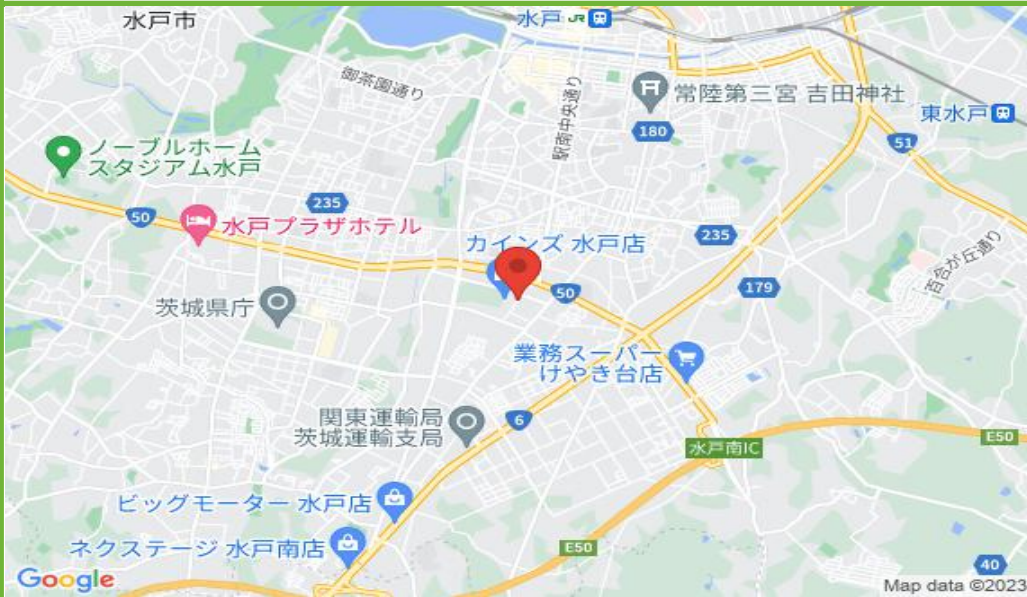 水戸市
水戸 JR
御茶園通り
駅南中央通り
常陸第三宮 吉田神社
180
東水戸
51
ノーブルホーム
スタジアム水戸
235
50
水戸プラザホテル
カインズ 水戸店
235
百合が丘通り
179
50
茨城県庁
業務スーパー
けやき台店
関東運輸局
茨城運輸支局
6
水戸南IC
E50
ビッグモーター 水戸店
ネクステージ 水戸南店
E50
40
Google
Map data ©2023